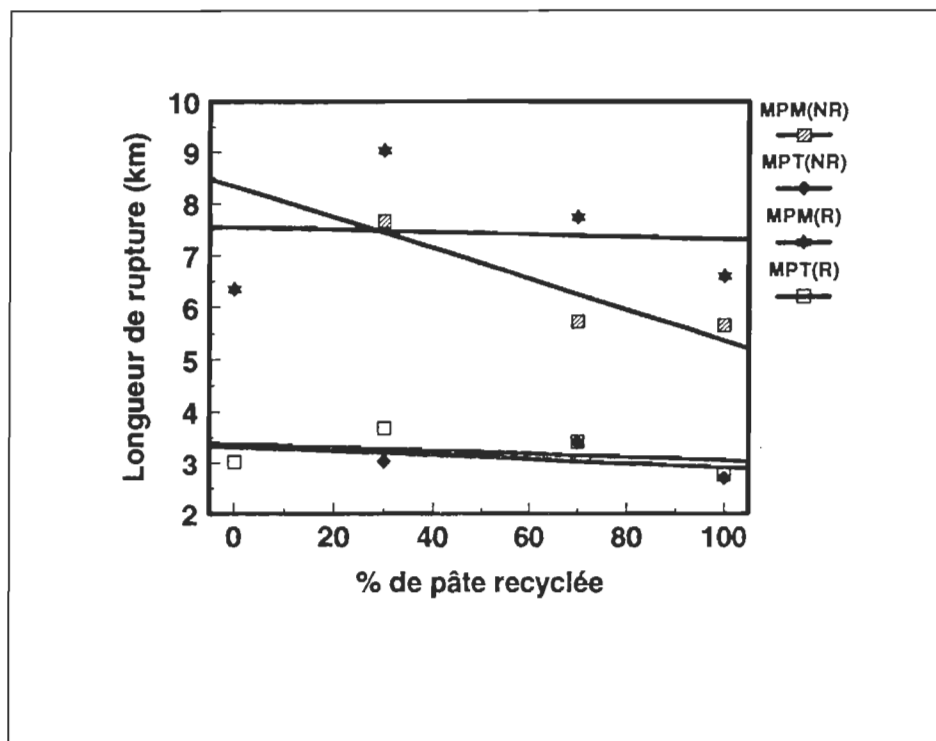 10
9
8
7
6
5
4
3
2
Longueur de rupture (km)
0 20 40 60 80 100
% de pâte recyclée
MPM(NR)
MPT(NR)
MPM(R)
MPT(R)